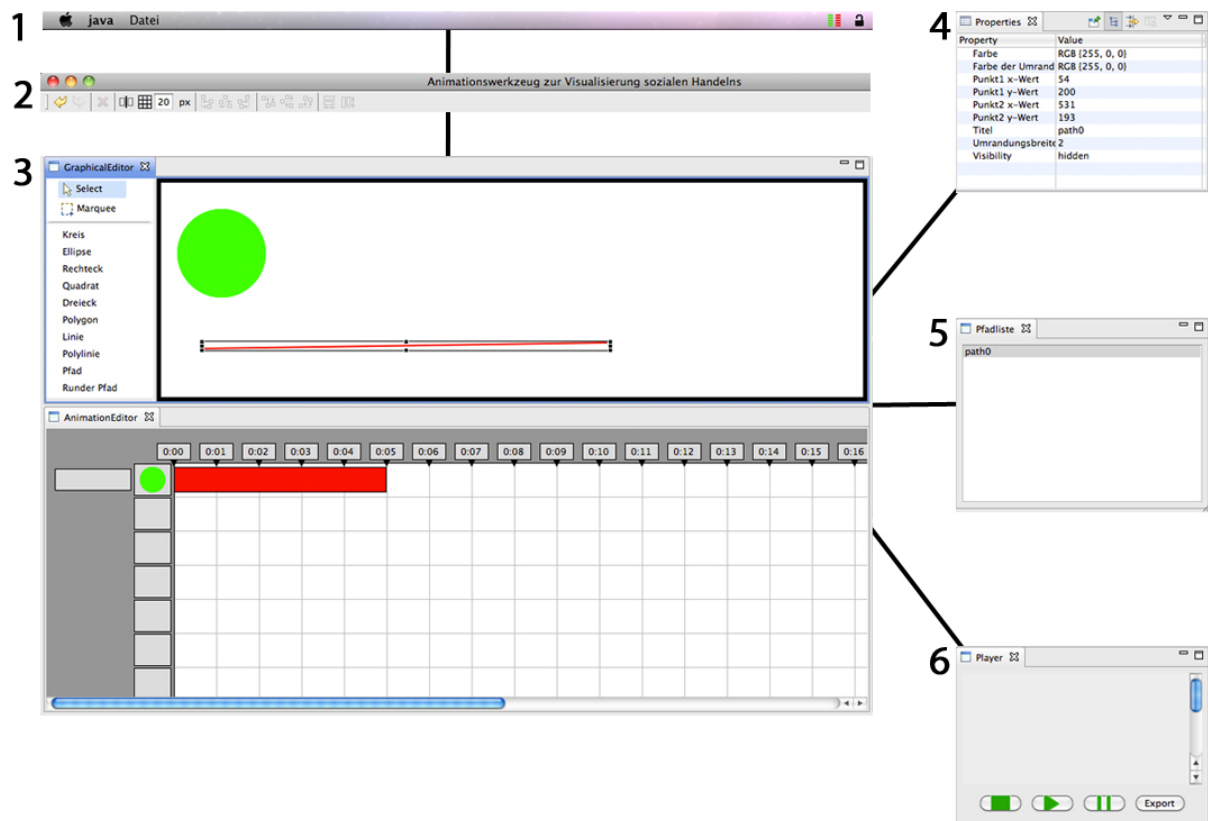 1
java Datei
2
Animationswerkzeug zur Visualisierung sozialen Handelns
20 px
3
GraphicalEditor
Select
Marquee
Kreis
Ellipse
Rechteck
Quadrat
Dreieck
Polygon
Linie
Polylinie
Pfad
Runder Pfad
AnimationEditor
0:00 0:01 0:02 0:03 0:04 0:05 0:06 0:07 0:08 0:09 0:10 0:11 0:12 0:13 0:14 0:15 0:16
4
Properties
Property Value
Farbe RGB {255, 0, 0}
Farbe der Umrand RGB {255, 0, 0}
Punkt1 x-Wert 54
Punkt1 y-Wert 200
Punkt2 x-Wert 531
Punkt2 y-Wert 193
Titel path0
Umrandungsbreite 2
Visibility hidden
5
Pfadliste
path0
6
Player
Export